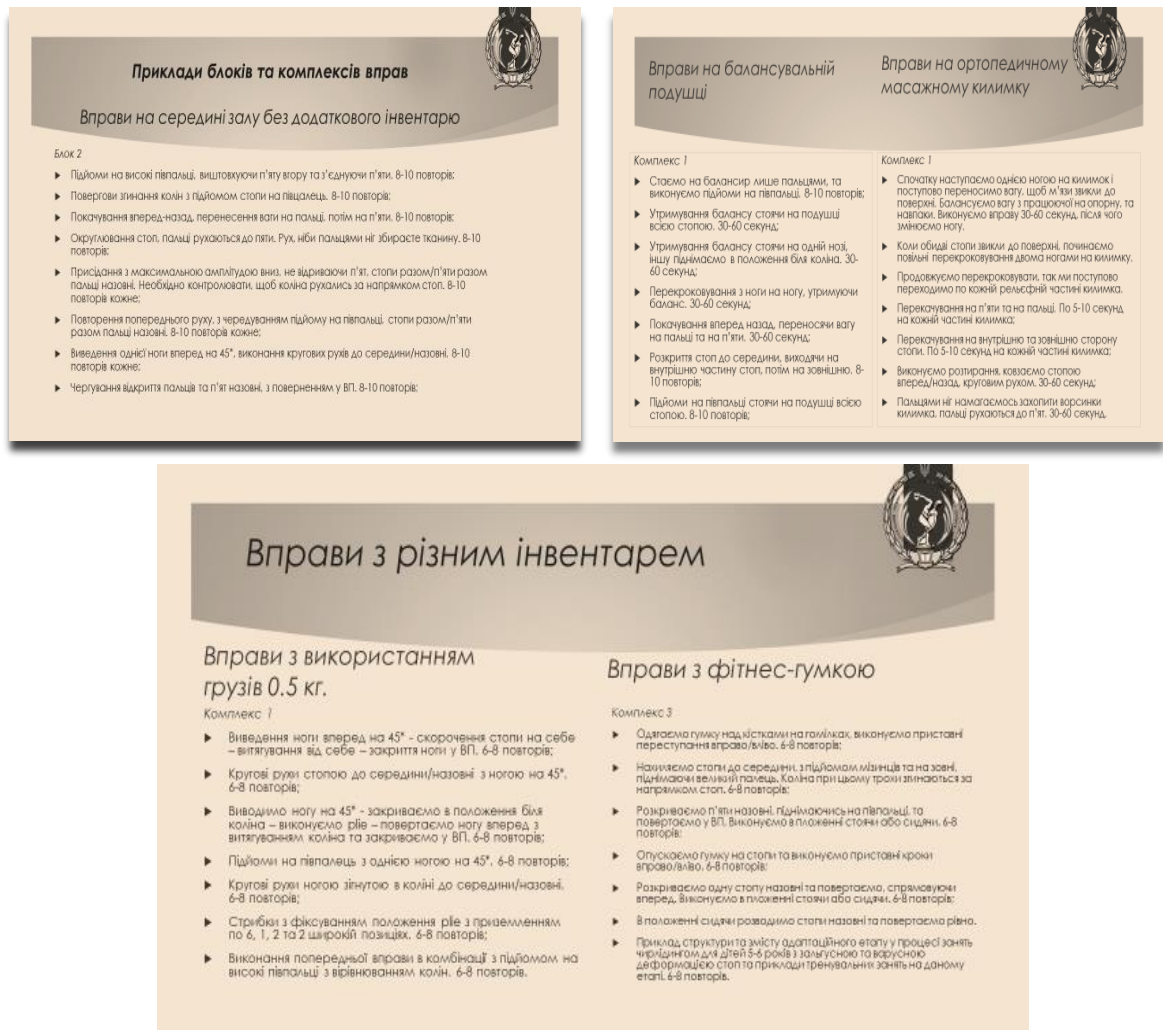 Приклади блоків та комплексів вправ
Вправи на середині залу без додаткового інвентарю
Блок 2
Підйоми на високі півпальці, виштовхуючи п'яту вгору та з'єднуючи п'яти. 8-10 повторів;
Повергови згинання колін з підйомом стопи на півцалець. 8-10 повторів;
Покачування вперед-назад, перенесення ваги на пальці, потім на п'яти. 8-10 повторів;
Округлювання стоп, пальці рухаються до пяти. Рух, ніби пальцями ніг збираєте тканину. 8-10
повторів;
Присідання з максимальною амплітудою вниз, не відриваючи п'ят, стопи разом/п'яти разом
пальці назовні. Необхідно контролювати, щоб коліна рухались за напрямком стоп. 8-10
повторів кожне;
Повторення попереднього руху, з чередуванням підйому на півпальці, стопи разом/п'яти
разом пальці назовні. 8-10 повторів кожне;
Виведення однієї ноги вперед на 45°, виконання кругових рухів до середини/назовні. 8-10
повторів кожне;
Чергування відкриття пальців та п'ят назовні, з поверненням у ВП. 8-10 повторів;
Вправи на балансувальній
подушці
Комплекс 1
Стаємо на балансир лише пальцями, та
виконуємо підйоми на півпальці. 8-10 повторів;
Утримування балансу стоячи на подушці
всією стопою. 30-60 секунд;
Утримування балансу стоячи на одній нозі,
іншу піднімаємо в положення біля коліна. 30-
60 секунд;
Перекроковування з ноги на ногу, утримуючи
баланс. 30-60 секунд;
Покачування вперед назад, переносячи вагу
на пальці та на п'яти. 30-60 секунд;
Розкриття стоп до середини, виходячи на
внутрішню частину стоп, потім на зовнішню. 8-
10 повторів;
Підйоми на півпальці стоячи на подушці всією
стопою. 8-10 повторів;
Вправи на ортопедичному
масажному килимку
Комплекс 1
Спочатку наступаємо однією ногою на килимок і
поступово переносимо вагу, щоб м'язи звикли до
поверхні. Балансуємо вагу з працюючої на опорну, та
навпаки. Виконуємо вправу 30-60 секунд, після чого
змінюємо ногу.
Коли обидві стопи звикли до поверхні, починаємо
повільні перекроковування двома ногами на килимку.
Продовжуємо перекроковувати, так ми поступово
переходимо по кожній рельєфній частині килимка.
Перекачування на п'яти та на пальці. По 5-10 секунд
на кожній частині килимка;
Перекачування на внутрішню та зовнішню сторону
стопи. По 5-10 секунд на кожній частині килимка;
Виконуємо розтирання, ковзаємо стопою
вперед/назад, круговим рухом. 30-60 секунд;
Пальцями ніг намагаємось захопити ворсинки
килимка, пальці рухаються до п'ят. 30-60 секунд.
Вправи з різним інвентарем
Вправи з використанням
грузів 0.5 кг.
Комплекс 1
Виведення ноги вперед на 45° - скорочення стопи на себе
– витягування від себе – закриття ноги у ВП. 6-8 повторів;
Кругові рухи стопою до середини/назовні з ногою на 45°.
6-8 повторів;
Виводимо ногу на 45° - закриваємо в положення біля
коліна – виконуємо plie – повертаємо ногу вперед з
витягуванням коліна та закриваємо у ВП. 6-8 повторів;
Підйоми на півпалець з однією ногою на 45°. 6-8 повторів;
Кругові рухи ногою зігнутою в коліні до середини/назовні.
6-8 повторів;
Стрибки з фіксуванням положення plie з приземленням
по 6, 1, 2 та 2 широкій позиціях. 6-8 повторів;
Виконання попередньої вправи в комбінації з підйомом на
високі півпальці з вірівнюванням колін. 6-8 повторів.
Вправи з фітнес-гумкою
Комплекс 3
Одягаємо гумку над кістками на гомілках, виконуємо приставні
переступання вправо/вліво. 6-8 повторів;
Нахиляємо стопи до середини, з підйомом мізинців та на зовні,
піднімаючи великий палець. Коліна при цьому трохи згинаються за
напрямком стоп. 6-8 повторів;
Розкриваємо п'яти назовні, піднімаючись на півпальці, та
повертаємо у ВП. Виконуємо в пложенні стоячи або сидячи. 6-8
повторів;
Опускаємо гумку на стопи та виконуємо приставні кроки
вправо/вліво. 6-8 повторів;
Розкриваємо одну стопу назовні та повертаємо, спрямовуючи
вперед. Виконуємо в пложенні стоячи або сидячи. 6-8 повторів;
В положенні сидячи розводимо стопи назовні та повертаємо рівно.
Приклад структури та змісту адаптаційного етапу у процесі занять
чирлідингом для дітей 5-6 років з вальгусною та варусною
деформацією стоп та приклади тренувальних занять на даному
етапі. 6-8 повторів.